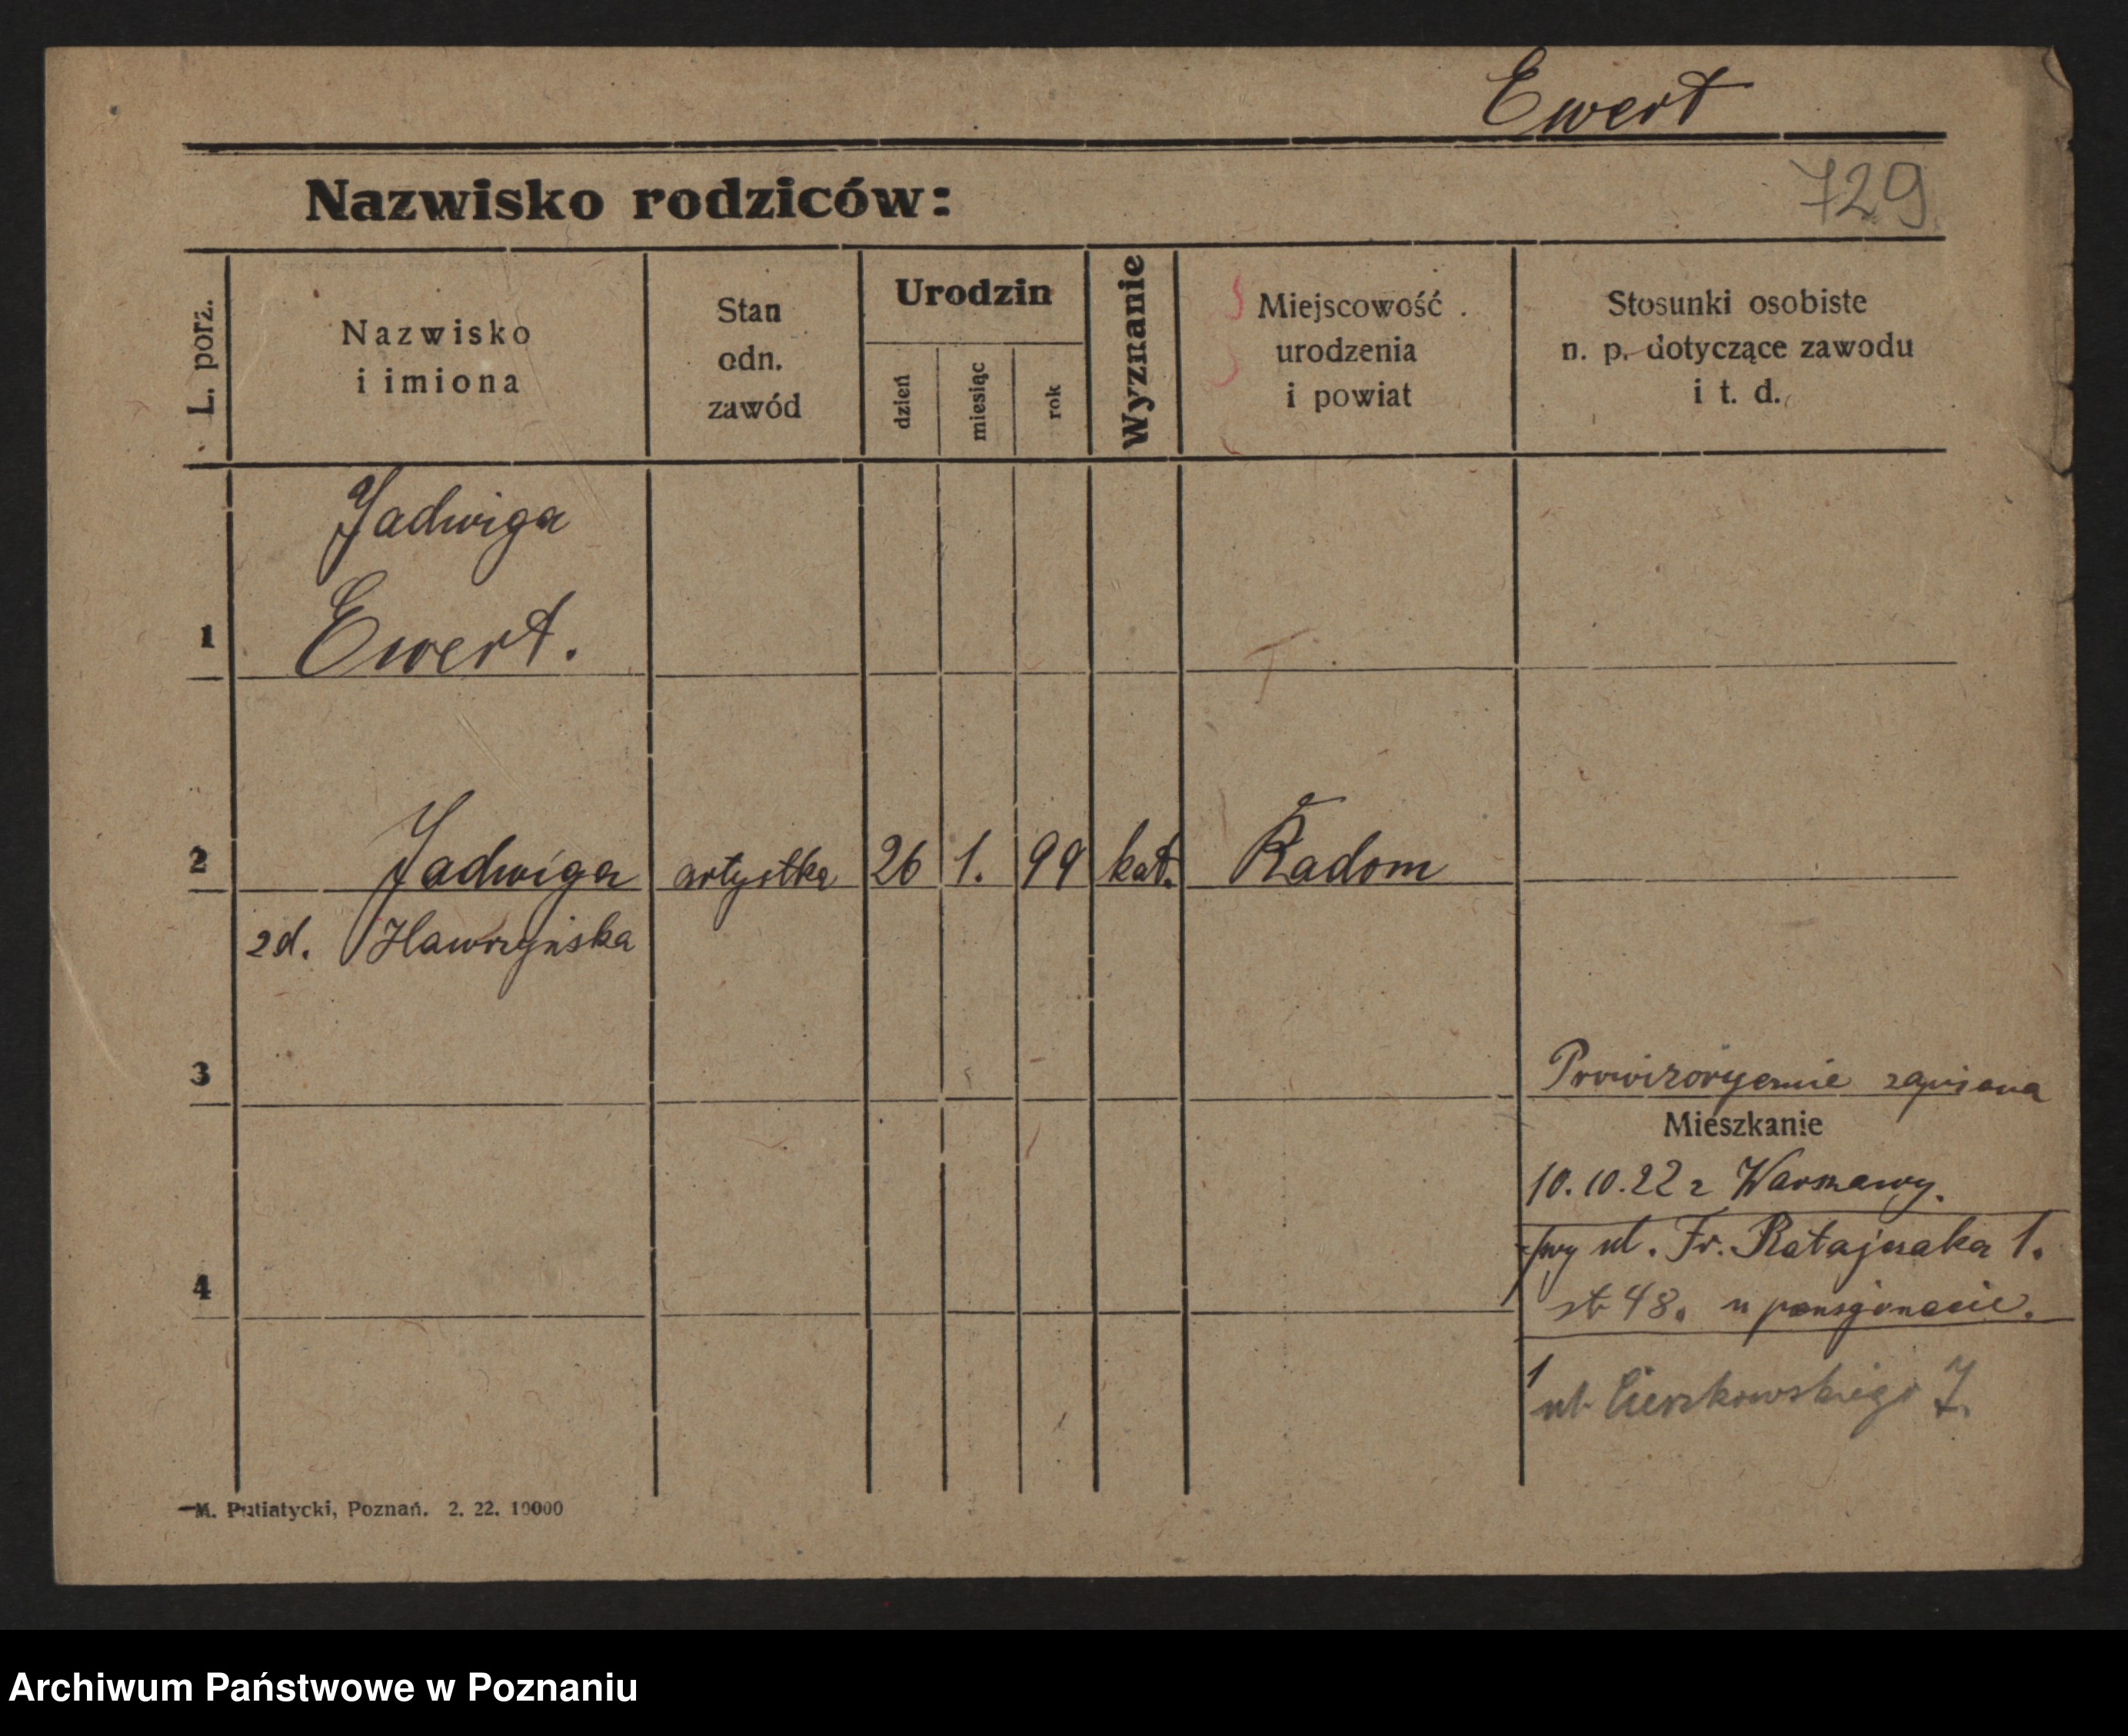 Ewert
Nazwisko rodziców:
729
L. porz.
Nazwisko
i imiona
Stan
odn.
zawód
Urodzin
dzień
miesiąc
rok
Wyznanie
Miejscowość
urodzenia
i powiat
Stosunki osobiste
n. p. dotyczące zawodu
i t. d.
Jadwiga
1 Ewert.
2 Jadwiga artystka 26 1. 99 kat. Radom
zd. Hawryńska
3
Prowizorycznie zapisana
Mieszkanie
10.10.22 z Warszawy.
przy ul. Fr. Ratajczaka 1.
4
st 48. u pensjonacie.
1
ul. Cieszkowskiego 7.
M. Putiatycki, Poznań. 2. 22. 10000
Archiwum Państwowe w Poznaniu